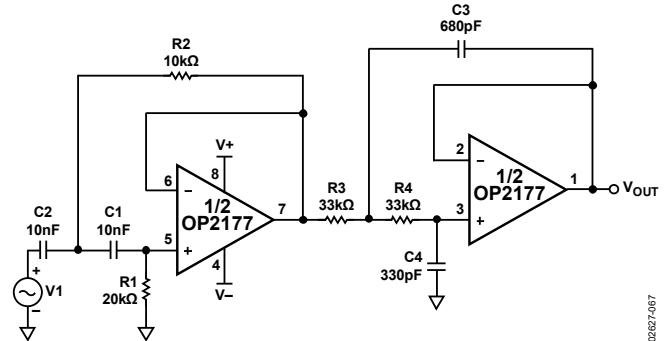 C3
680pF
R2
10kΩ
V+
8
6
–
1/2
OP2177
7
5
+
4
V–
C2
10nF
C1
10nF
+
V1
–
R1
20kΩ
R3
33kΩ
R4
33kΩ
2
–
1/2
OP2177
1
3
+
VOUT
C4
330pF
02627-067